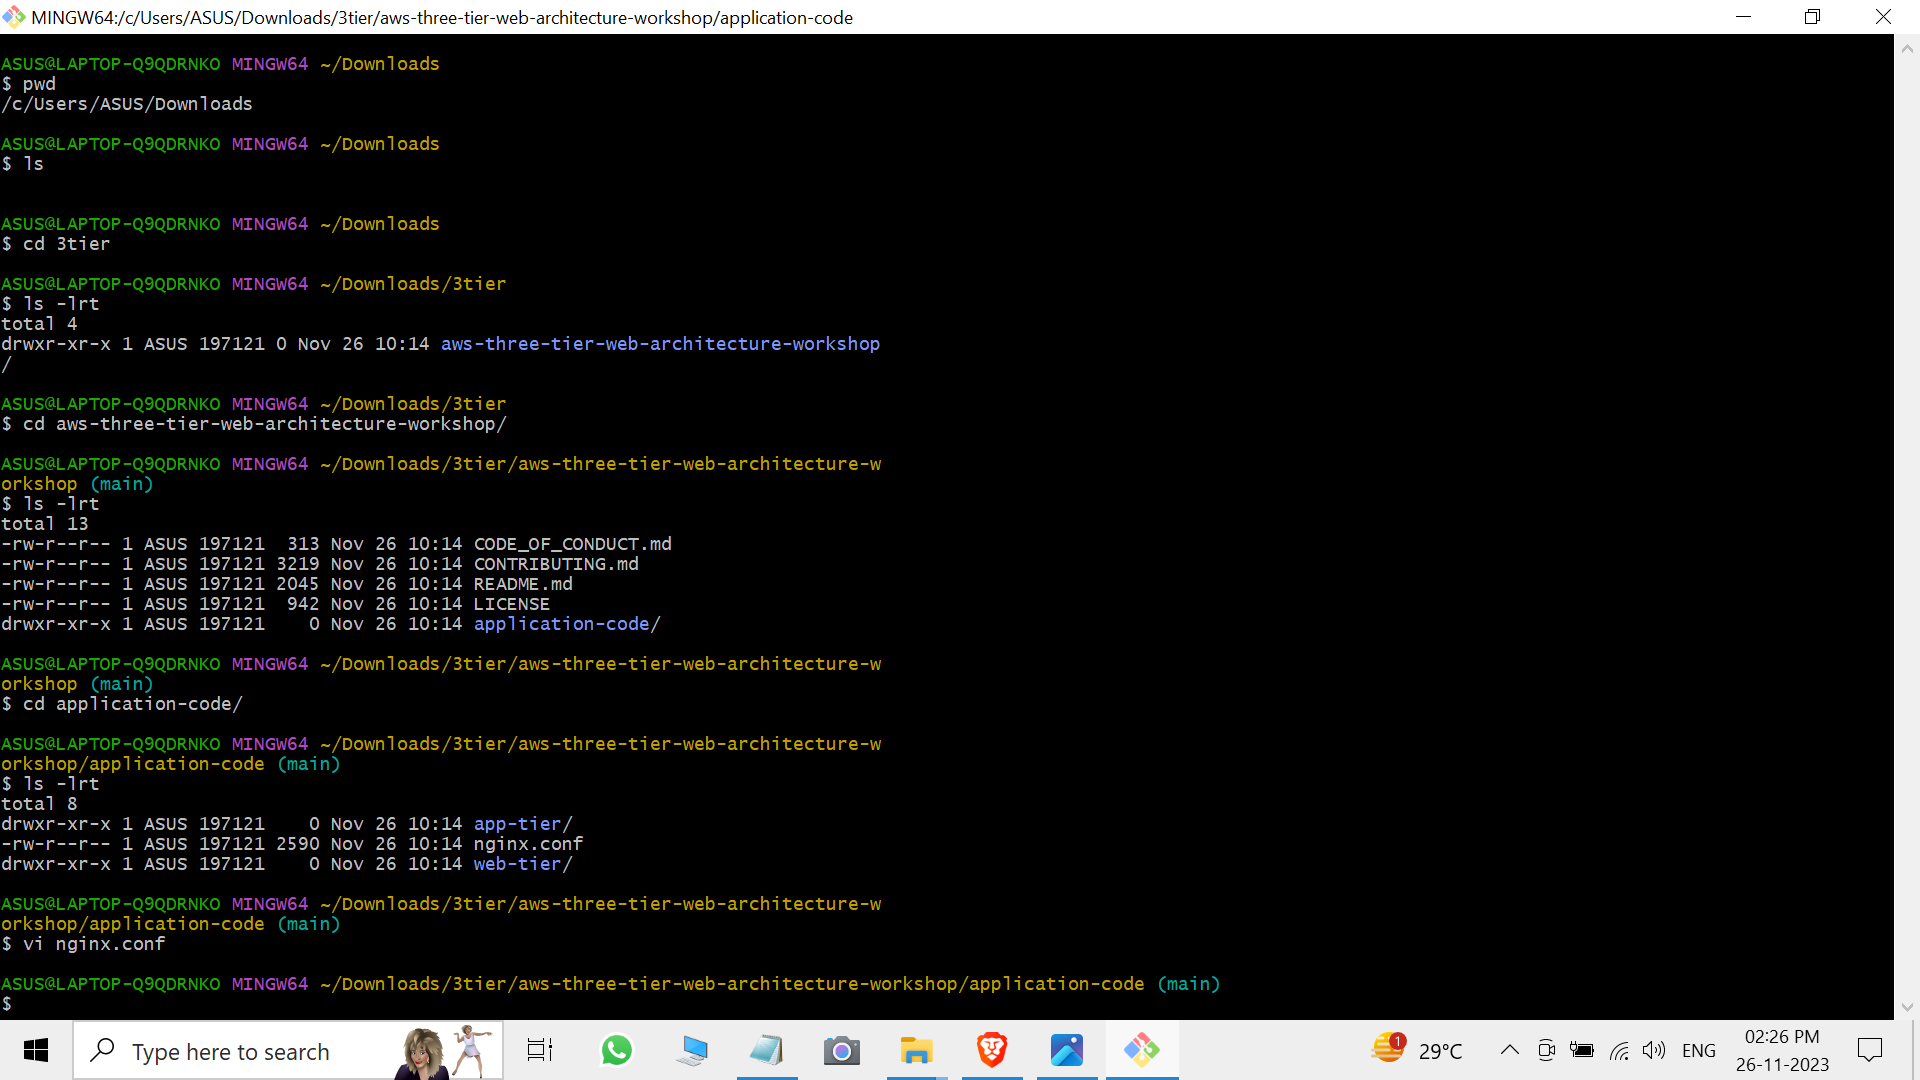 MINGW64:/c/Users/ASUS/Downloads/3tier/aws-three-tier-web-architecture-workshop/application-code
ASUS@LAPTOP-Q9QDRNKO MINGW64 ~/Downloads
$ pwd
/c/Users/ASUS/Downloads
ASUS@LAPTOP-Q9QDRNKO MINGW64 ~/Downloads
$ ls
ASUS@LAPTOP-Q9QDRNKO MINGW64 ~/Downloads
$ cd 3tier
ASUS@LAPTOP-Q9QDRNKO MINGW64 ~/Downloads/3tier
$ ls -lrt
total 4
drwxr-xr-x 1 ASUS 197121 0 Nov 26 10:14 aws-three-tier-web-architecture-workshop
/
ASUS@LAPTOP-Q9QDRNKO MINGW64 ~/Downloads/3tier
$ cd aws-three-tier-web-architecture-workshop/
ASUS@LAPTOP-Q9QDRNKO MINGW64 ~/Downloads/3tier/aws-three-tier-web-architecture-w
orkshop (main)
$ ls -lrt
total 13
-rw-r--r-- 1 ASUS 197121  313 Nov 26 10:14 CODE_OF_CONDUCT.md
-rw-r--r-- 1 ASUS 197121 3219 Nov 26 10:14 CONTRIBUTING.md
-rw-r--r-- 1 ASUS 197121 2045 Nov 26 10:14 README.md
-rw-r--r-- 1 ASUS 197121  942 Nov 26 10:14 LICENSE
drwxr-xr-x 1 ASUS 197121    0 Nov 26 10:14 application-code/
ASUS@LAPTOP-Q9QDRNKO MINGW64 ~/Downloads/3tier/aws-three-tier-web-architecture-w
orkshop (main)
$ cd application-code/
ASUS@LAPTOP-Q9QDRNKO MINGW64 ~/Downloads/3tier/aws-three-tier-web-architecture-w
orkshop/application-code (main)
$ ls -lrt
total 8
drwxr-xr-x 1 ASUS 197121    0 Nov 26 10:14 app-tier/
-rw-r--r-- 1 ASUS 197121 2590 Nov 26 10:14 nginx.conf
drwxr-xr-x 1 ASUS 197121    0 Nov 26 10:14 web-tier/
ASUS@LAPTOP-Q9QDRNKO MINGW64 ~/Downloads/3tier/aws-three-tier-web-architecture-w
orkshop/application-code (main)
$ vi nginx.conf
ASUS@LAPTOP-Q9QDRNKO MINGW64 ~/Downloads/3tier/aws-three-tier-web-architecture-workshop/application-code (main)
$
Type here to search
1
29°C
ENG
02:26 PM
26-11-2023